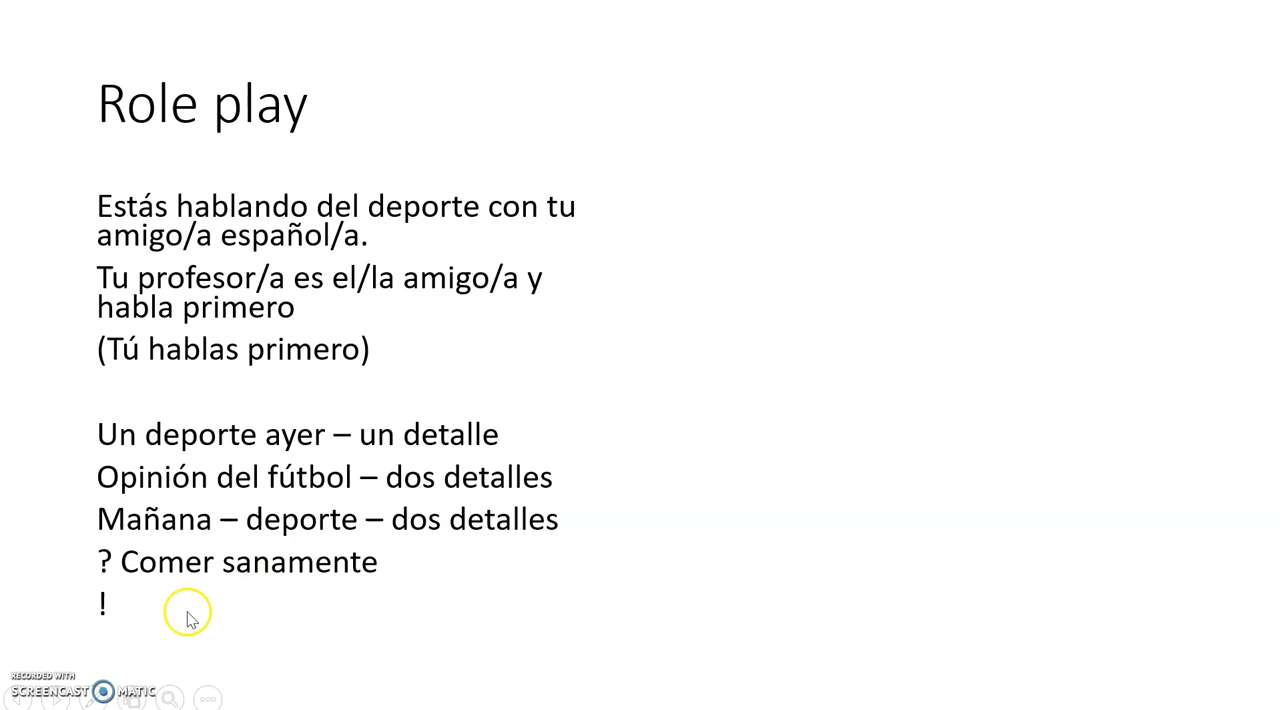 Role play
Estás hablando del deporte con tu
amigo/a español/a.
Tu profesor/a es el/la amigo/a y
habla primero
(Tú hablas primero)
Un deporte ayer – un detalle
Opinión del fútbol – dos detalles
Mañana – deporte – dos detalles
? Comer sanamente
!
RECORDED WITH
SCREENCAST MATIC